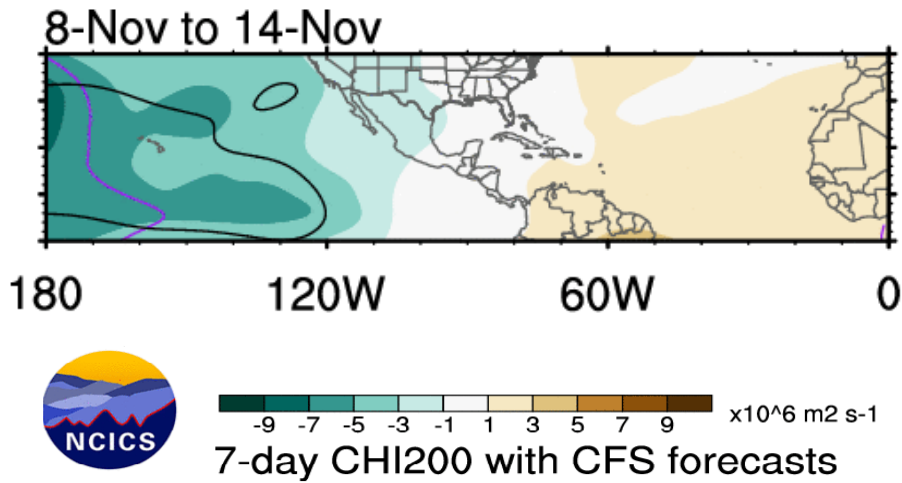 8-Nov to 14-Nov
180 120W 60W 0
-9 -7 -5 -3 -1 1 3 5 7 9 x10^6 m2 s-1
NCICS
7-day CHI200 with CFS forecasts